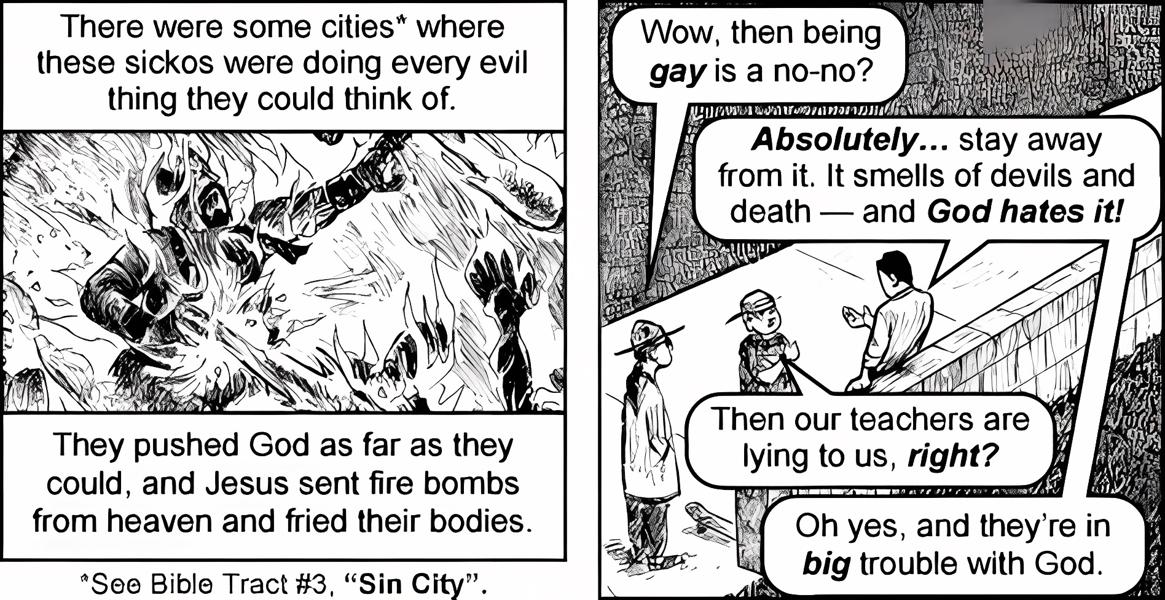 There were some cities* where
these sickos were doing every evil
thing they could think of.
They pushed God as far as they
could, and Jesus sent fire bombs
from heaven and fried their bodies.
*See Bible Tract #3, “Sin City”.
Wow, then being
gay is a no-no?
Absolutely... stay away
from it. It smells of devils and
death — and God hates it!
Then our teachers are
lying to us, right?
Oh yes, and they’re in
big trouble with God.